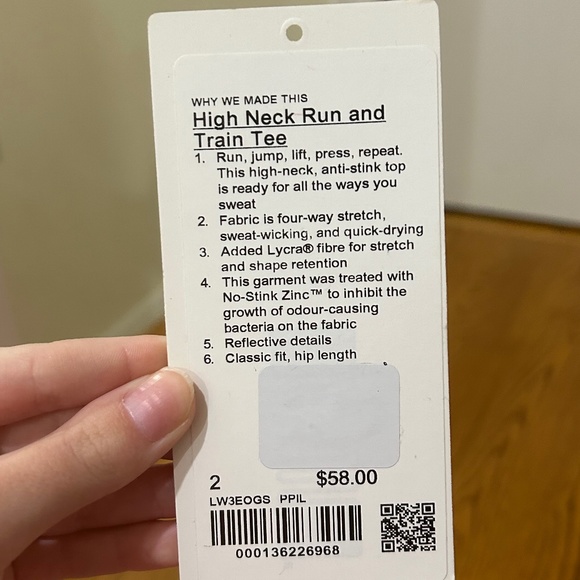 WHY WE MADE THIS
High Neck Run and
Train Tee
1. Run, jump, lift, press, repeat.
This high-neck, anti-stink top
is ready for all the ways you
sweat
2. Fabric is four-way stretch,
sweat-wicking, and quick-drying
3. Added Lycra® fibre for stretch
and shape retention
4. This garment was treated with
No-Stink Zinc™ to inhibit the
growth of odour-causing
bacteria on the fabric
5. Reflective details
6. Classic fit, hip length
2 $58.00
LW3EOGS PPIL
000136226968